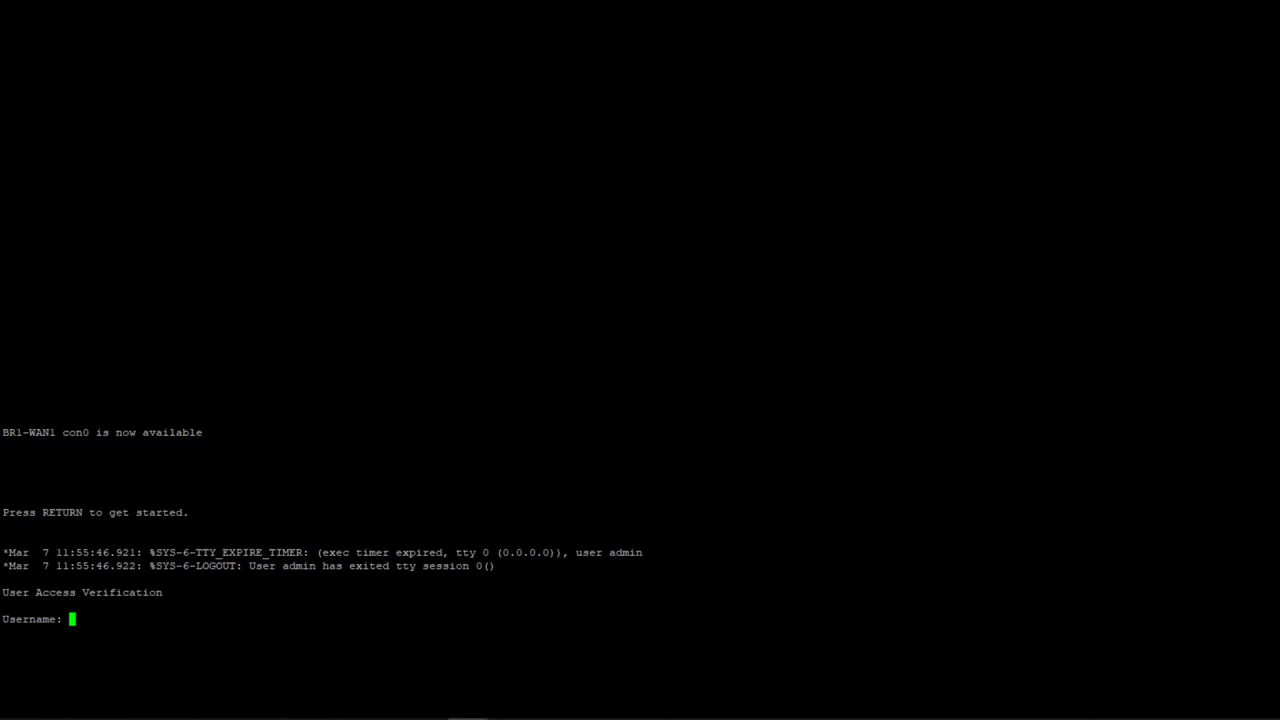 BR1-WAN1 con0 is now available
Press RETURN to get started.
*Mar  7 11:55:46.921: %SYS-6-TTY_EXPIRE_TIMER: (exec timer expired, tty 0 (0.0.0.0)), user admin
*Mar  7 11:55:46.922: %SYS-6-LOGOUT: User admin has exited tty session 0()
User Access Verification
Username: